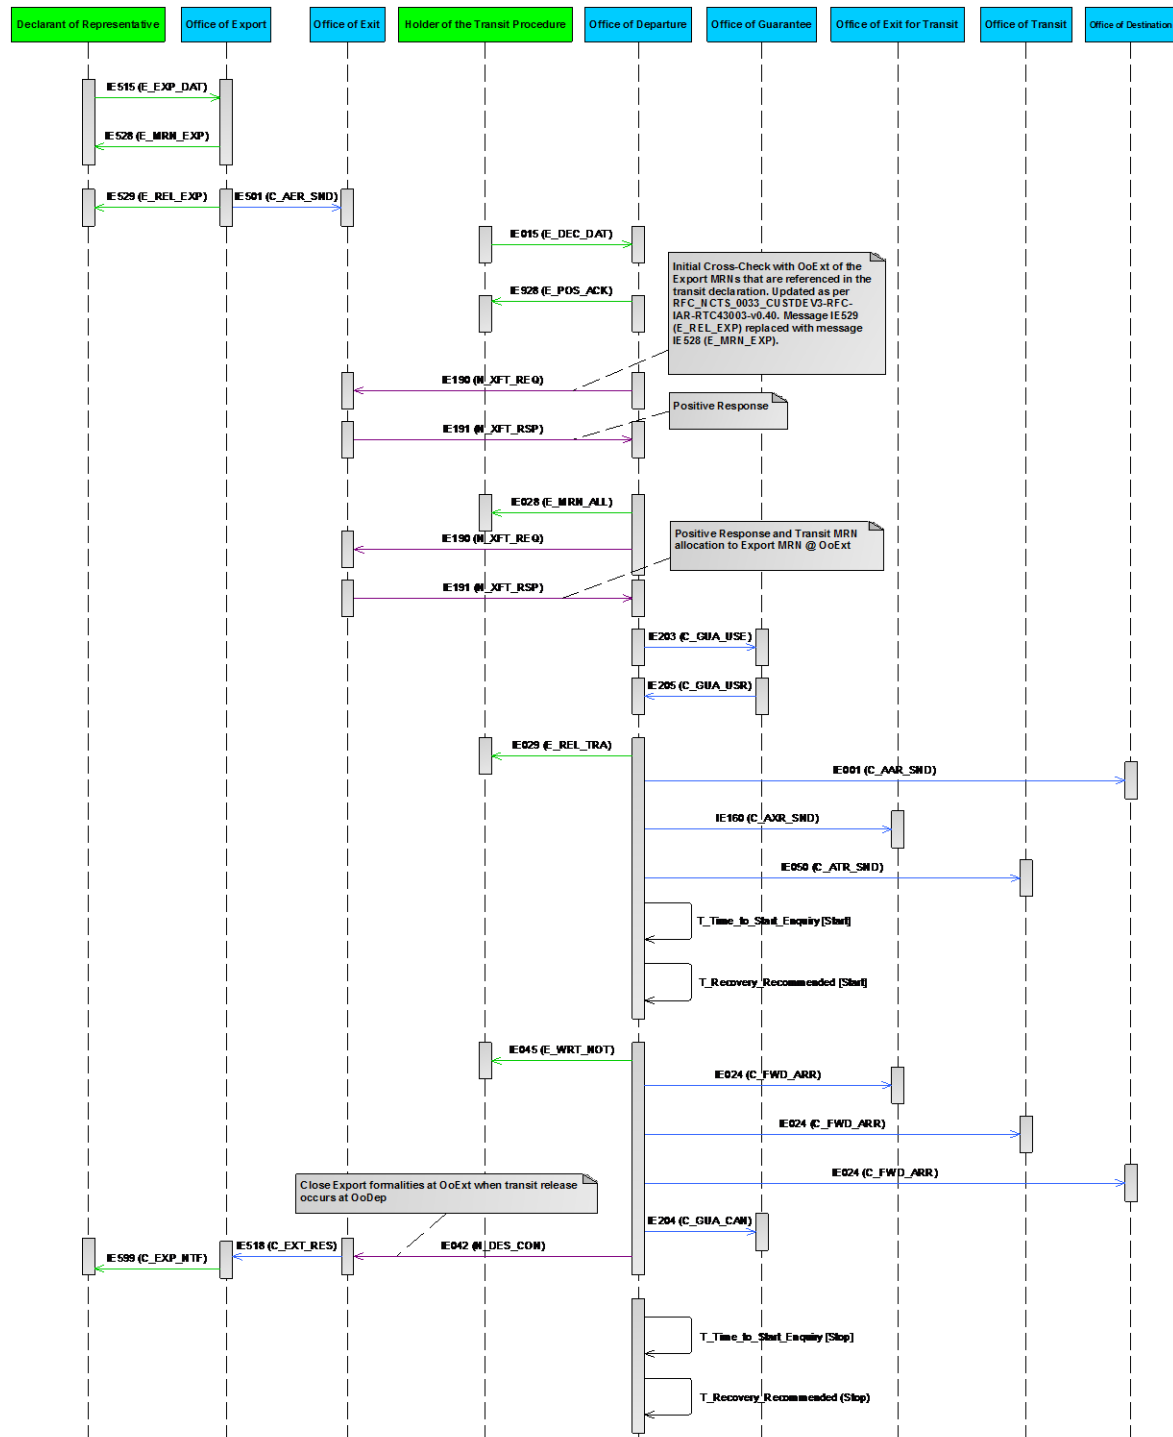 Declarant of Representative
Office of Export
Office of Exit
Holder of the Transit Procedure
Office of Departure
Office of Guarantee
Office of Exit for Transit
Office of Transit
Office of Destination
IE515 (E_EXP_DAT)
IE528 (E_MRN_EXP)
IE529 (E_REL_EXP)
IE501 (C_AER_SND)
IE015 (E_DEC_DAT)
Initial Cross-Check with OoExt of the
Export MRNs that are referenced in the
transit declaration. Updated as per
RFC_NCTS_0033_CUSTDEV3-RFC-
IAR-RTC43003-v0.40. Message IE529
(E_REL_EXP) replaced with message
IE528 (E_MRN_EXP).
IE928 (E_POS_ACK)
IE190 (N_XFT_REQ)
Positive Response
IE191 (N_XFT_RSP)
IE028 (E_MRN_ALL)
Positive Response and Transit MRN
allocation to Export MRN @ OoExt
IE190 (N_XFT_REQ)
IE191 (N_XFT_RSP)
IE203 (C_GUA_USE)
IE205 (C_GUA_USR)
IE029 (E_REL_TRA)
IE001 (C_AAR_SND)
IE160 (C_AXR_SND)
IE050 (C_ATR_SND)
T_Time_to_Start_Enquiry [Start]
T_Recovery_Recommended [Start]
IE045 (E_WRT_NOT)
IE024 (C_FWD_ARR)
IE024 (C_FWD_ARR)
IE024 (C_FWD_ARR)
Close Export formalities at OoExt when transit release
occurs at OoDep
IE204 (C_GUA_CAN)
IE599 (C_EXP_NTF)
IE518 (C_EXT_RES)
IE042 (N_DES_CON)
T_Time_to_Start_Enquiry [Stop]
T_Recovery_Recommended (Stop)